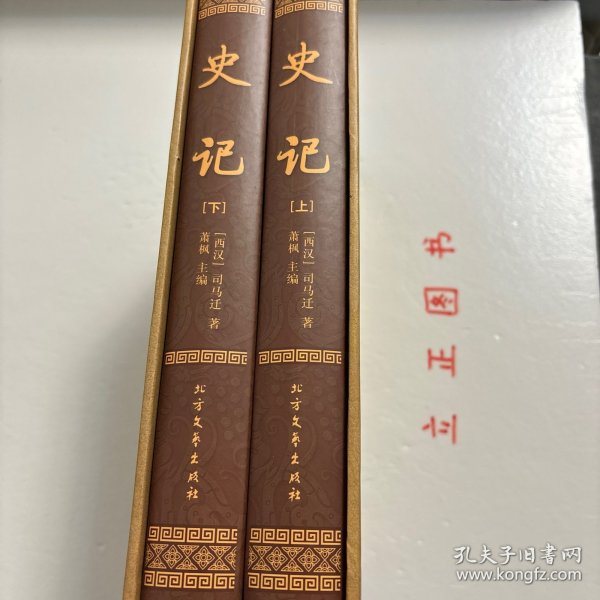 史记
[下]
[西汉]司马迁 著
萧枫 主编
北方文艺出版社
史记
[上]
[西汉]司马迁 著
萧枫 主编
北方文艺出版社
立正图书
孔夫子旧书网
www.kongfz.com